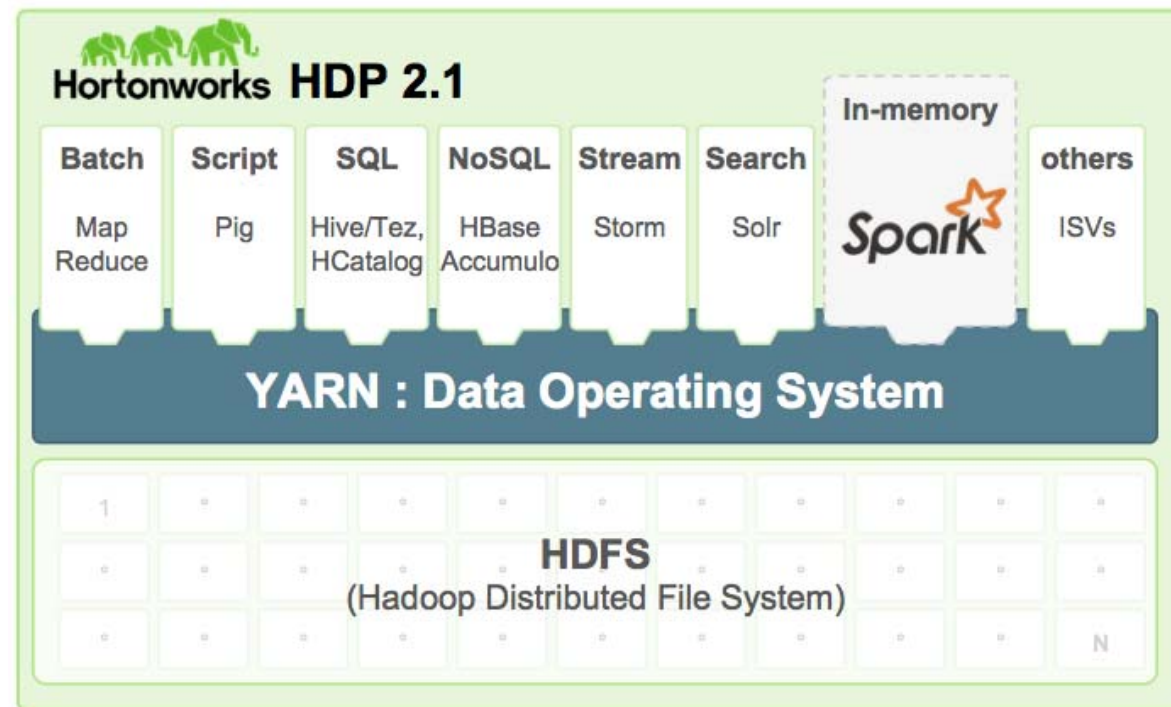 Hortonworks HDP 2.1
In-memory
Batch Script SQL NoSQL Stream Search others
Map Pig Hive/Tez, HBase Storm Solr Spark ISVs
Reduce HCatalog Accumulo
YARN : Data Operating System
1
HDFS
(Hadoop Distributed File System)
N